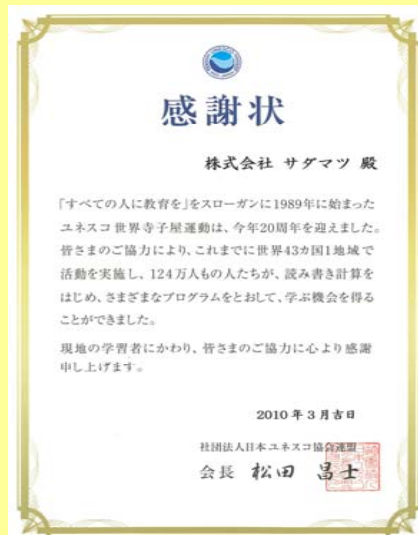 感謝状
株式会社 サダマツ 殿
「すべての人に教育を」をスローガンに1989年に始まった
ユネスコ世界寺子屋運動は、今年20周年を迎えました。
皆さまのご協力により、これまでに世界43カ国1地域で
活動を実施し、124万人もの人たちが、読み書き計算を
はじめ、さまざまなプログラムをとおして、学ぶ機会を得る
ことができました。
現地の学習者にかわり、皆さまのご協力に心より感謝
申し上げます。
2010年3月吉日
社団法人日本ユネスコ協会連盟
会長 松田 昌士